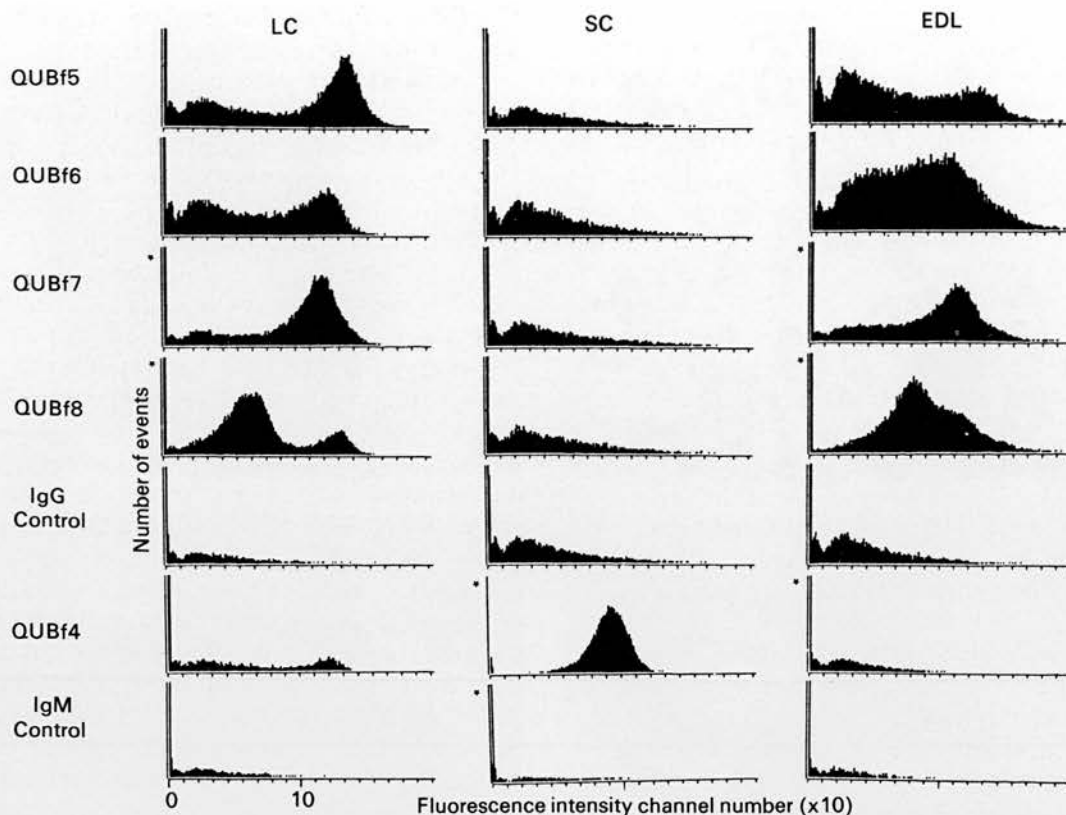 LC SC EDL
QUBf5
QUBf6
*
*
QUBf7
*
*
QUBf8
IgG
Control
*
*
QUBf4
*
IgM
Control
Number of events
0 10
Fluorescence intensity channel number (x10)